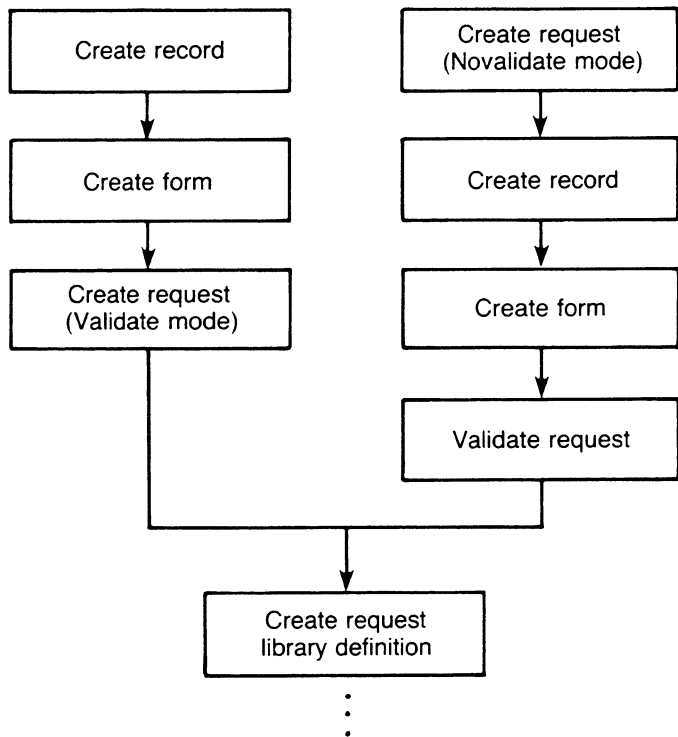 Create record
Create form
Create request
(Validate mode)
Create request
(Novalidate mode)
Create record
Create form
Validate request
Create request
library definition